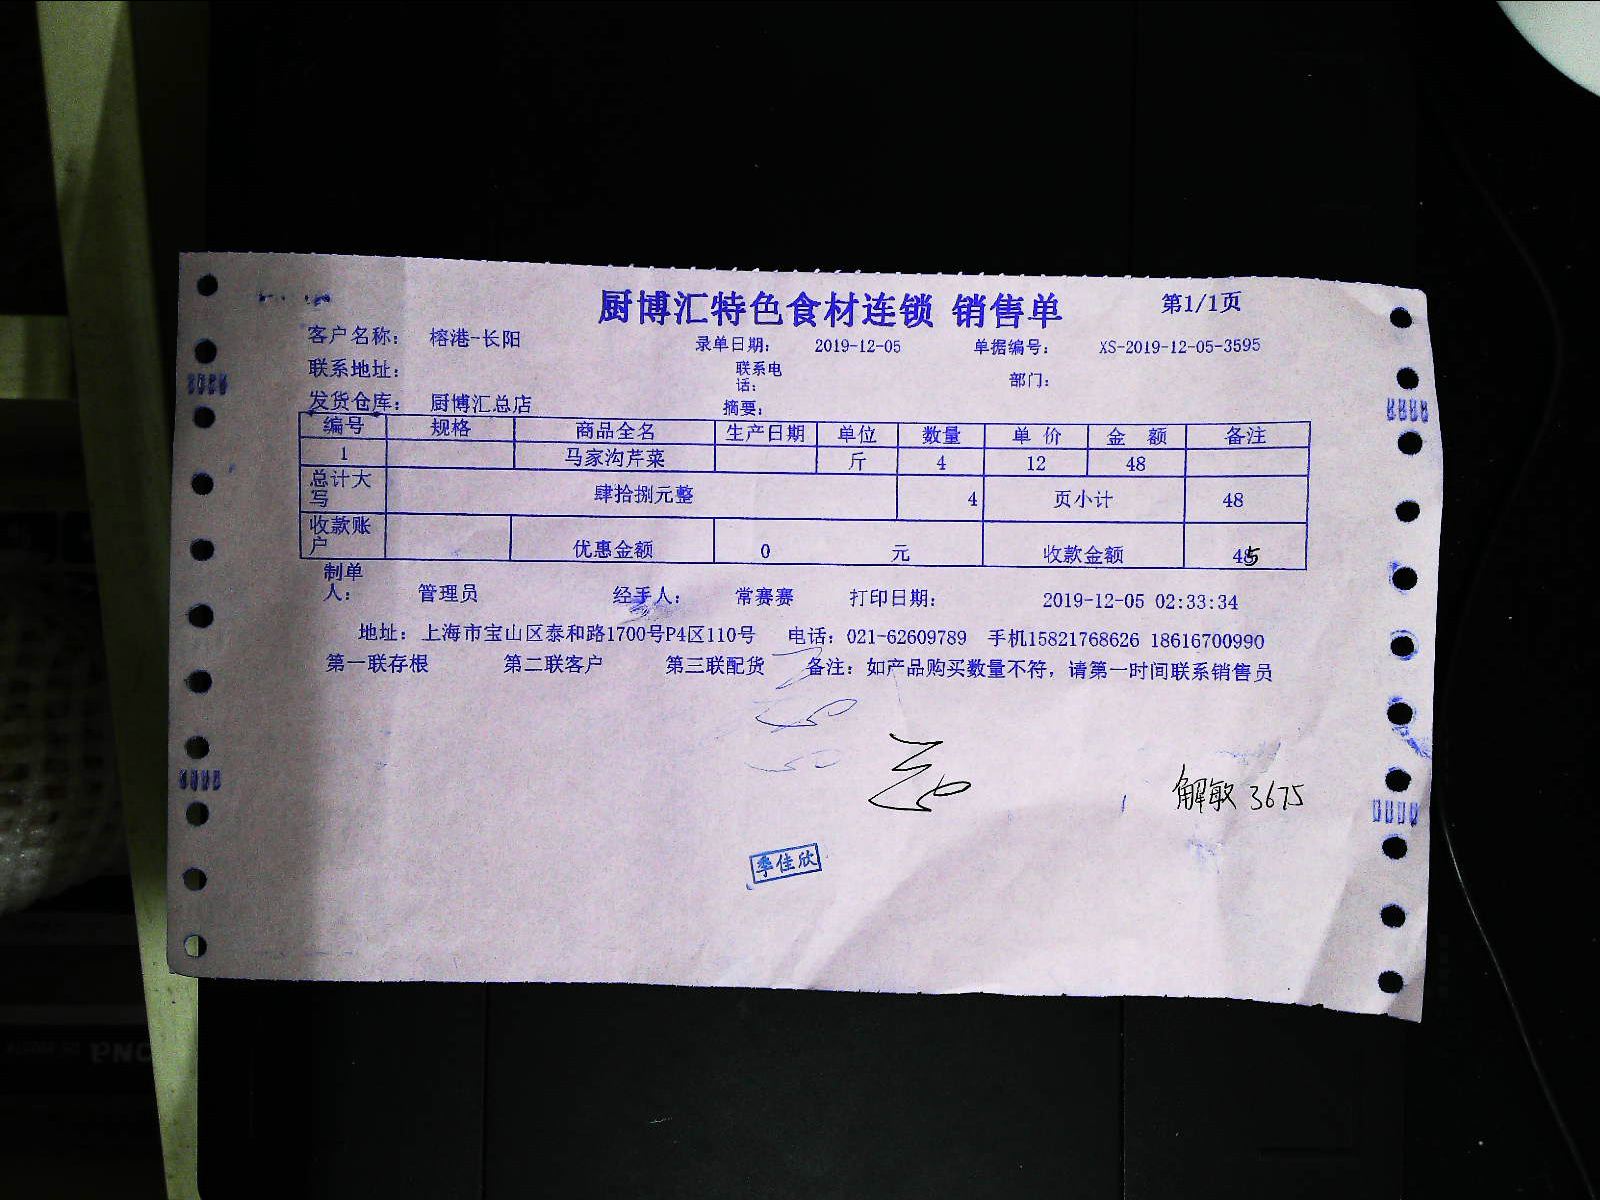 厨博汇特色食材连锁 销售单 第1/1页
客户名称： 榕港-长阳 录单日期： 2019-12-05 单据编号： XS-2019-12-05-3595
联系地址： 联系电话： 部门：
发货仓库： 厨博汇总店 摘要：
编号 规格 商品全名 生产日期 单位 数量 单 价 金 额 备注
1 马家沟芹菜 斤 4 12 48
总计大写 肆拾捌元整 4 页小计 48
收款账户 优惠金额 0 元 收款金额 45
制单人： 管理员 经手人： 常赛赛 打印日期： 2019-12-05 02:33:34
地址：上海市宝山区泰和路1700号P4区110号 电话：021-62609789 手机15821768626 18616700990
第一联存根 第二联客户 第三联配货 备注：如产品购买数量不符，请第一时间联系销售员
解敏 3675
季佳欣